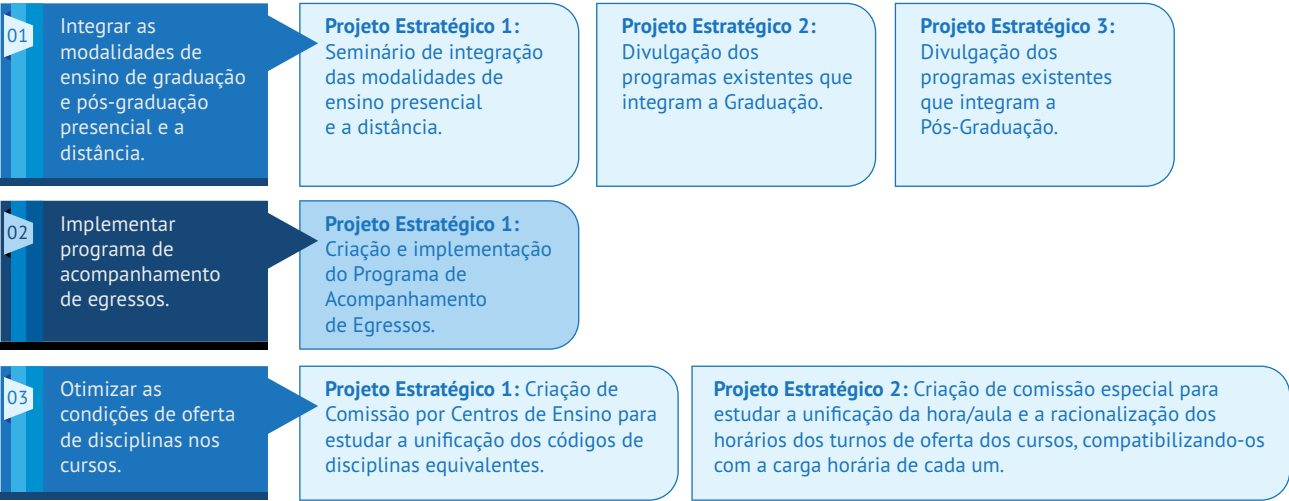 01
Integrar as
modalidades de
ensino de graduação
e pós-graduação
presencial e a
distância.
Projeto Estratégico 1:
Seminário de integração
das modalidades de
ensino presencial
e a distância.
Projeto Estratégico 2:
Divulgação dos
programas existentes que
integram a Graduação.
Projeto Estratégico 3:
Divulgação dos
programas existentes
que integram a
Pós-Graduação.
02
Implementar
programa de
acompanhamento
de egressos.
Projeto Estratégico 1:
Criação e implementação
do Programa de
Acompanhamento
de Egressos.
03
Otimizar as
condições de oferta
de disciplinas nos
cursos.
Projeto Estratégico 1: Criação de
Comissão por Centros de Ensino para
estudar a unificação dos códigos de
disciplinas equivalentes.
Projeto Estratégico 2: Criação de comissão especial para
estudar a unificação da hora/aula e a racionalização dos
horários dos turnos de oferta dos cursos, compatibilizando-os
com a carga horária de cada um.